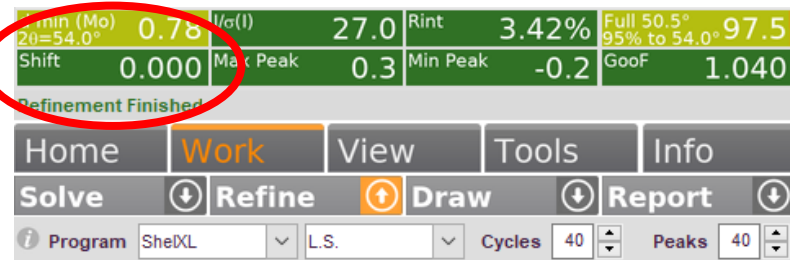 d min (Mo) 0.78 I/σ(I) 27.0 Rint 3.42% Full 50.5° 97.5
2θ=54.0° 95% to 54.0°
Shift 0.000 Max Peak 0.3 Min Peak -0.2 GooF 1.040
Refinement Finished
Home Work View Tools Info
Solve Refine Draw Report
Program ShelXL L.S. Cycles 40 Peaks 40